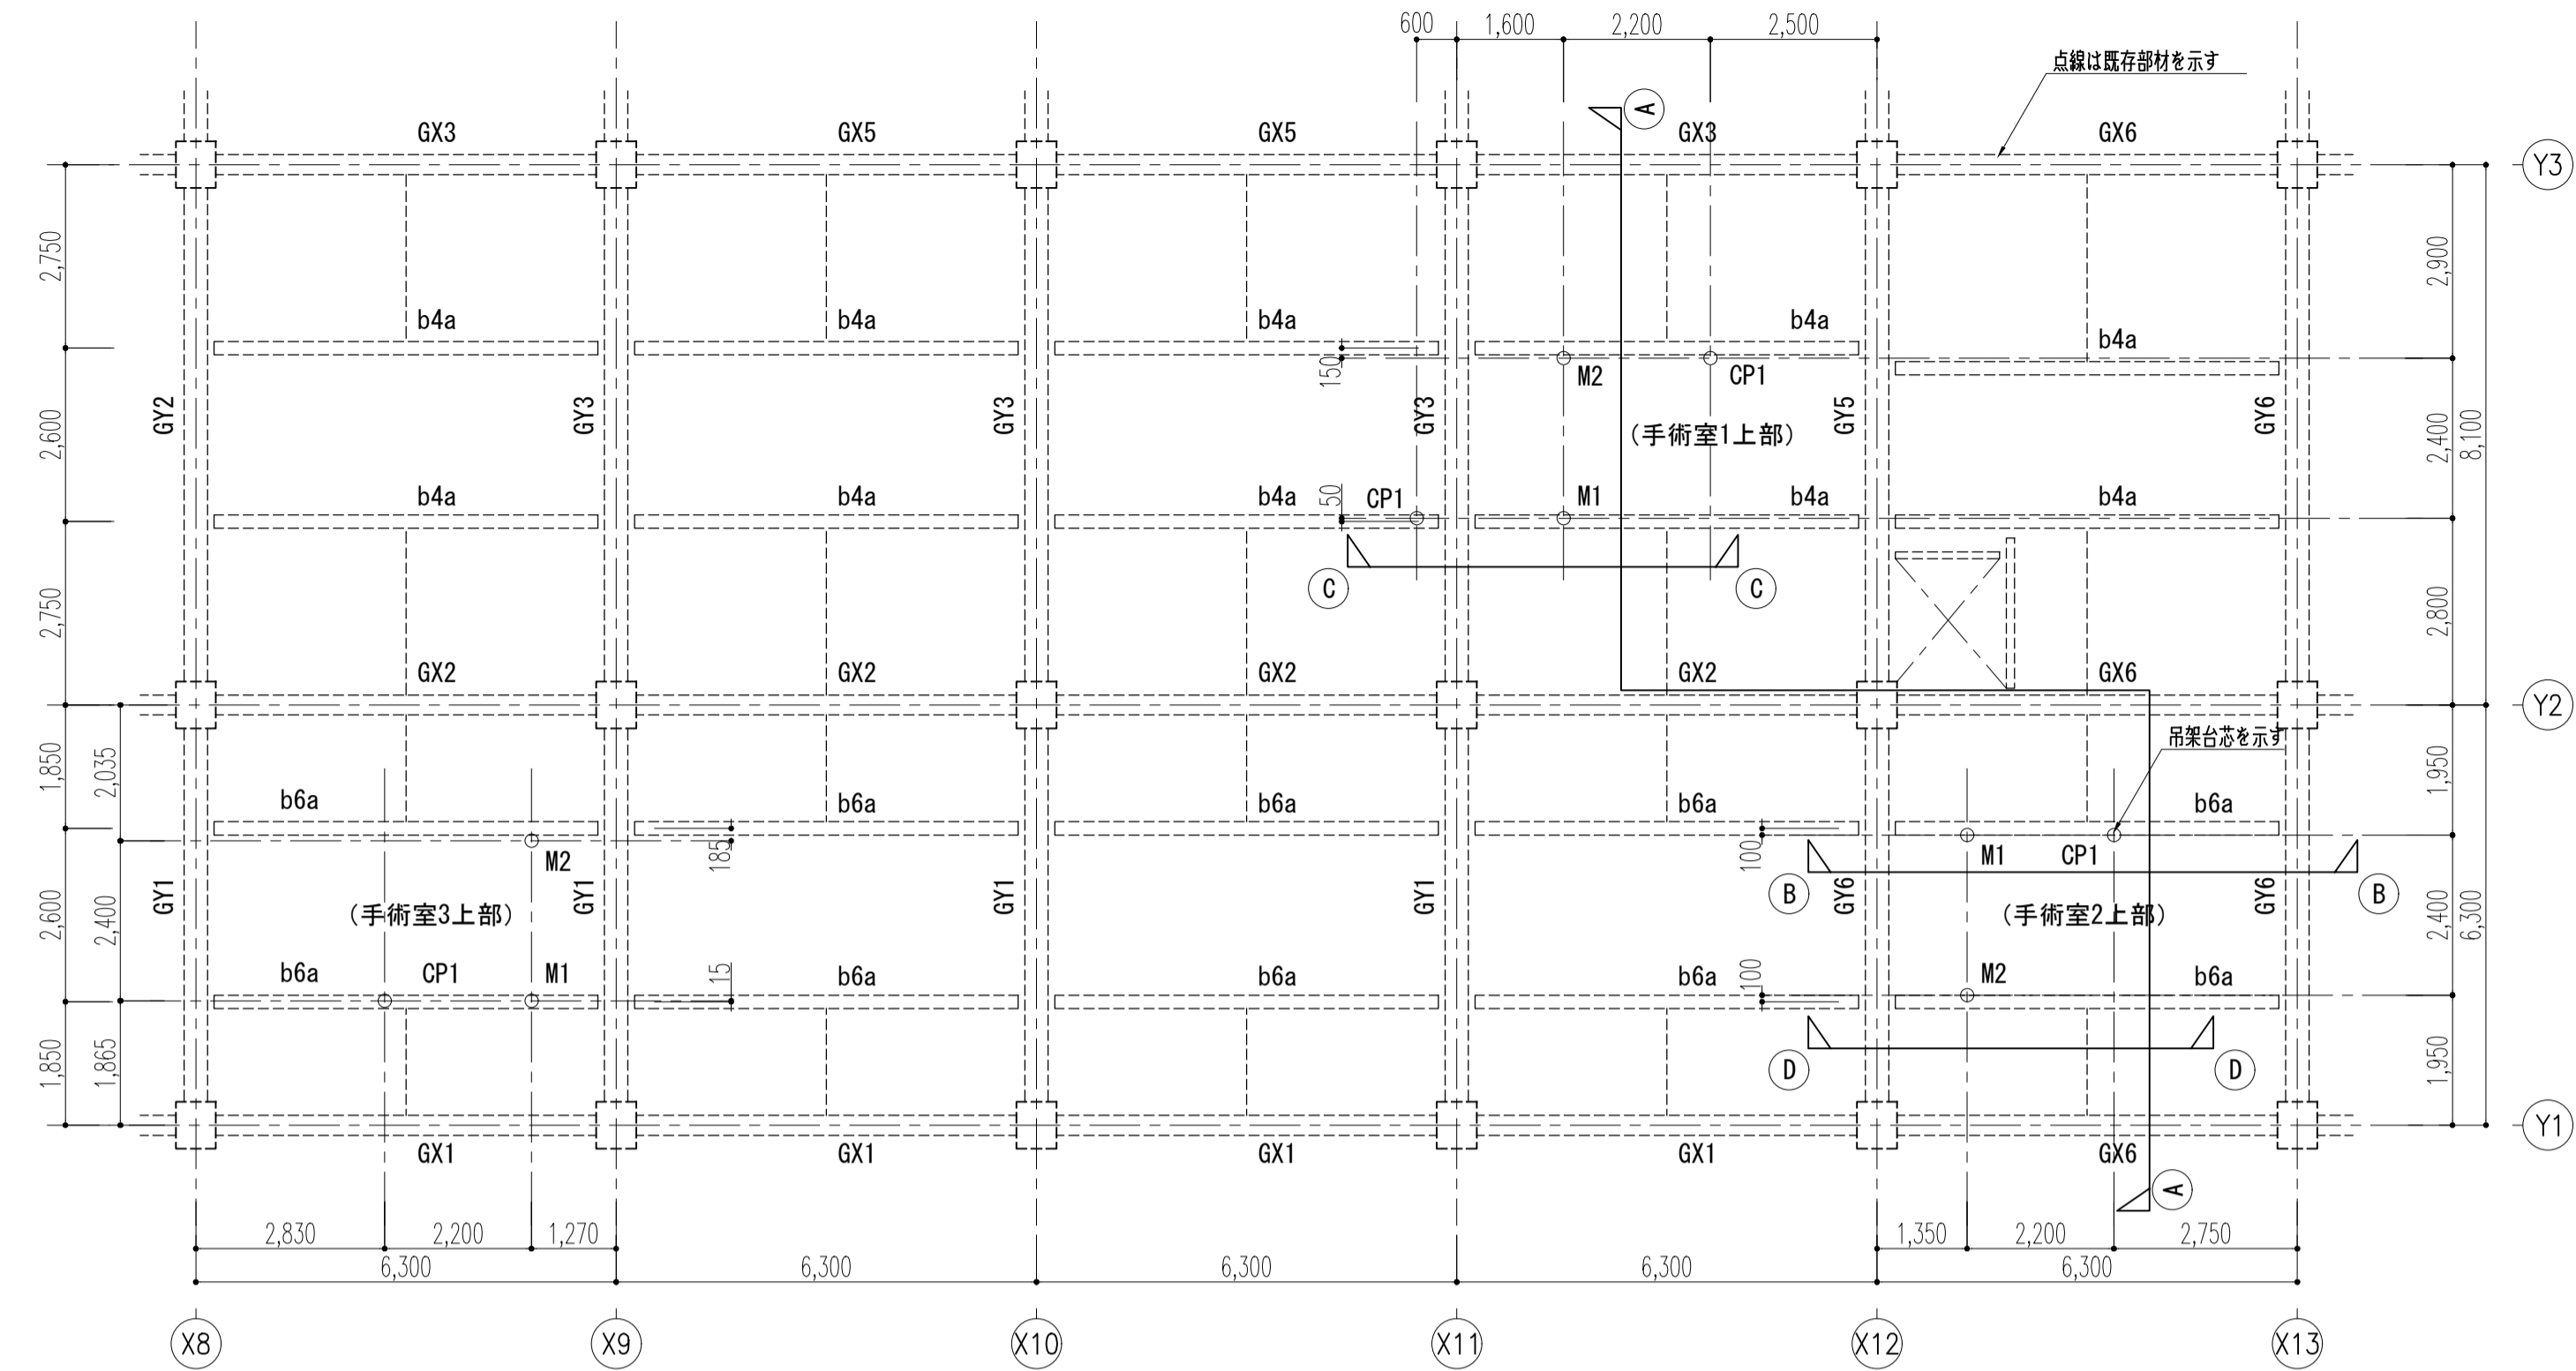 600 1,600 2,200 2,500
点線は既存部材を示す
A
GX3 GX5 GX5 GX3 GX6
Y3
2,750
2,900
b4a b4a b4a b4a b4a
150
M2 CP1
GY2 GY3 GY3 GY3 GY5 GY6
2,600
2,400
8,100
(手術室1上部)
b4a b4a b4a b4a b4a
50
CP1 M1
C C
2,750
2,800
GX2 GX2 GX2 GX2 GX6
Y2
吊架台芯を示す
1,850
2,035
1,950
b6a b6a b6a b6a b6a
M2
185
100
M1 CP1
B B
GY1 GY1 GY1 GY1 GY6 GY6
2,600
2,400
2,400
6,300
(手術室3上部) (手術室2上部)
b6a CP1 M1 b6a b6a b6a M2 b6a
15
100
D D
1,850
1,865
1,950
Y1
GX1 GX1 GX1 GX1 GX6
A
2,830 2,200 1,270 1,350 2,200 2,750
6,300 6,300 6,300 6,300 6,300
X8 X9 X10 X11 X12 X13